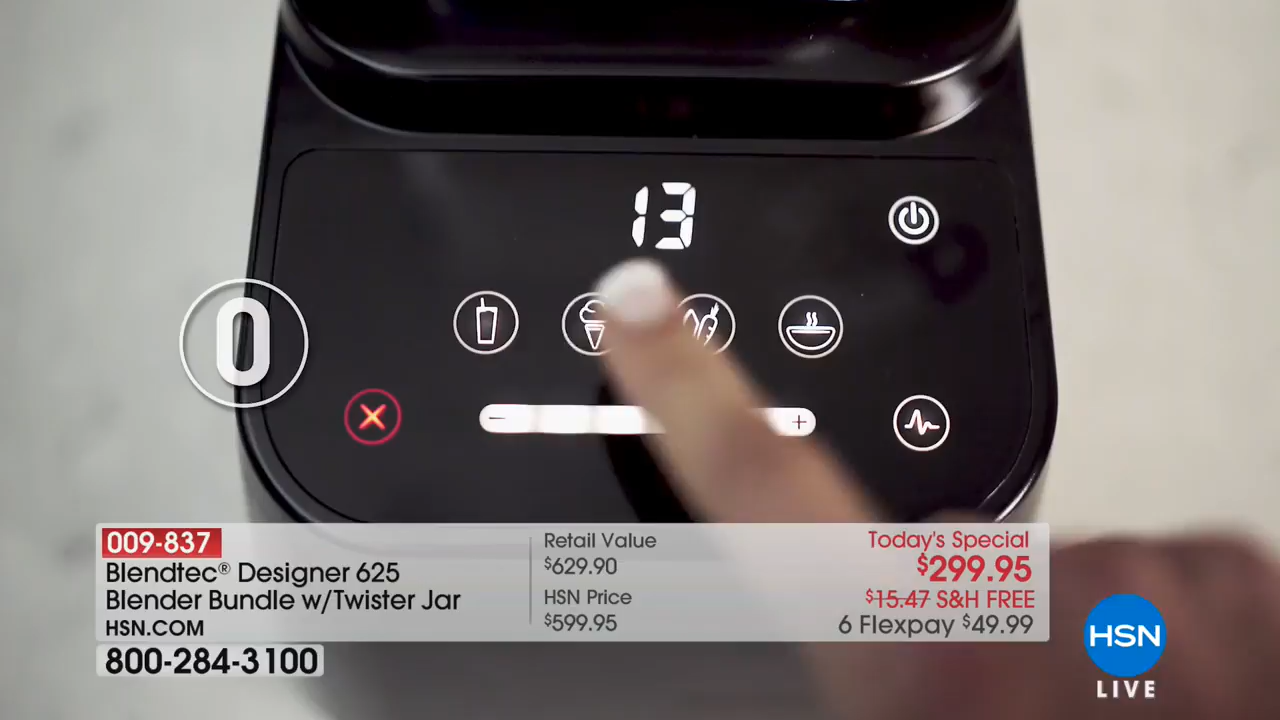 13
0
009-837
Blendtec® Designer 625
Blender Bundle w/Twister Jar
HSN.COM
800-284-3100
Retail Value
$629.90
HSN Price
$599.95
Today's Special
$299.95
$15.47 S&H FREE
6 Flexpay $49.99
HSN
LIVE